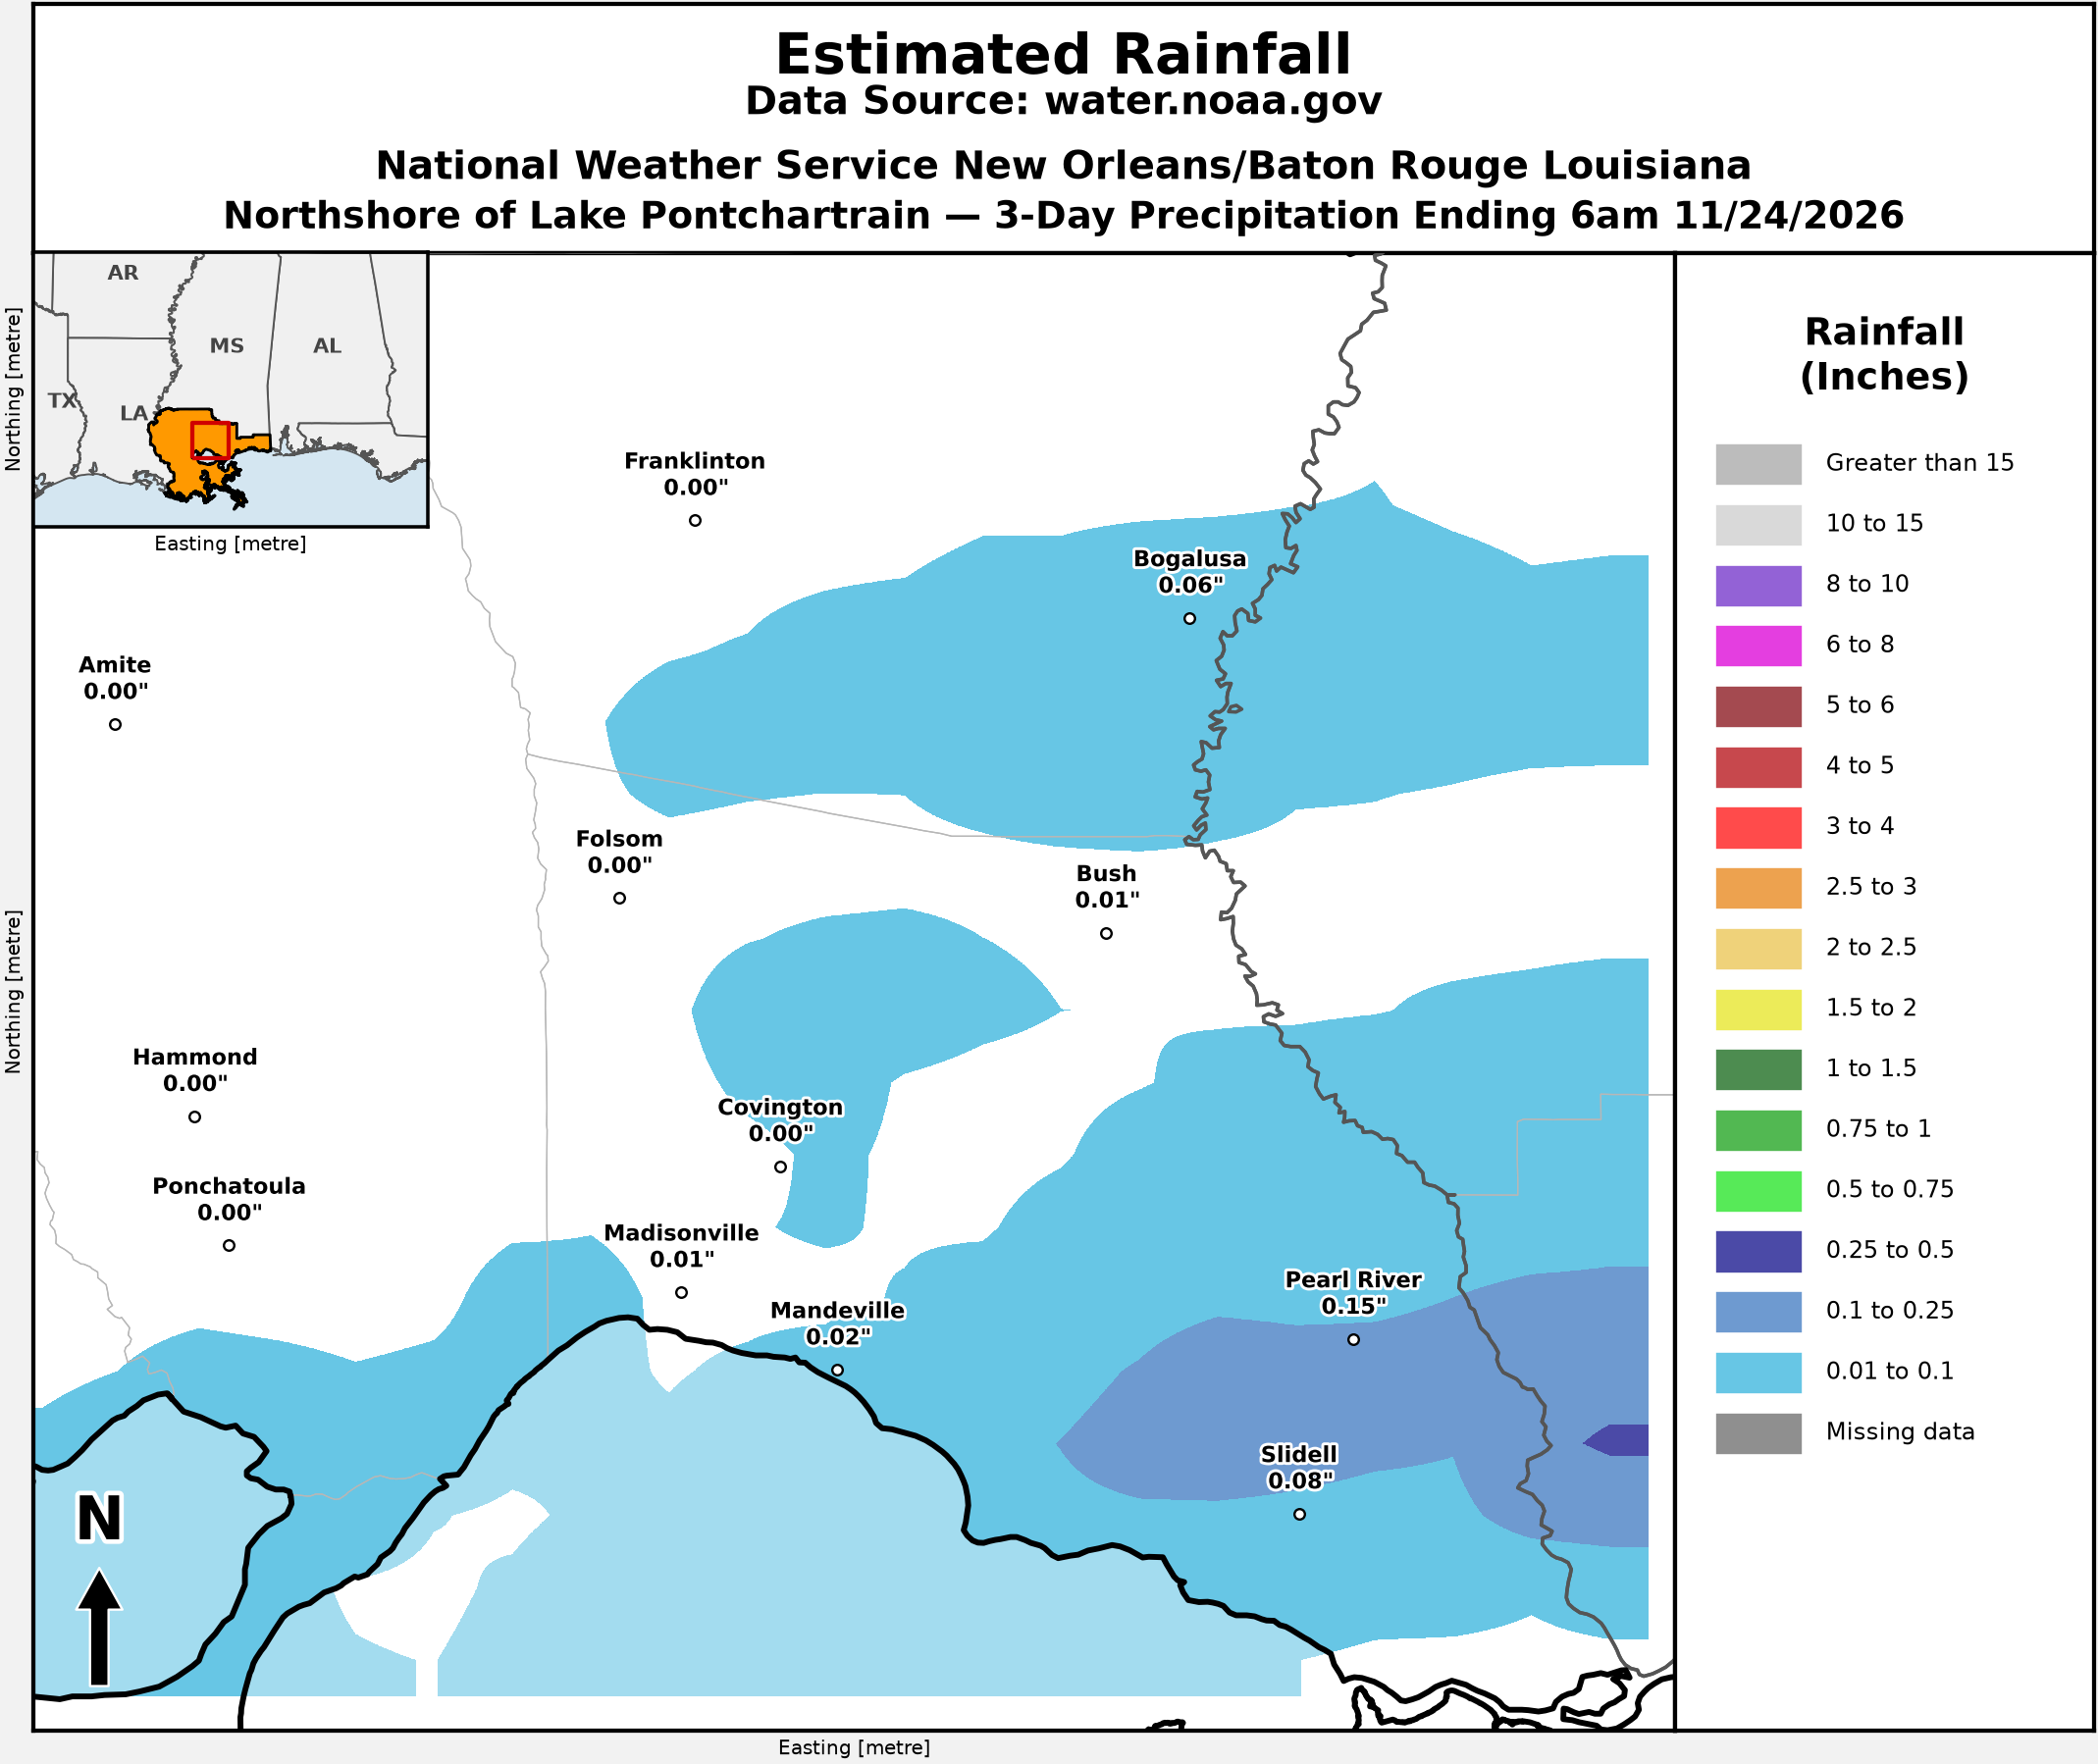 Estimated Rainfall
Data Source: water.noaa.gov
National Weather Service New Orleans/Baton Rouge Louisiana
Northshore of Lake Pontchartrain — 3-Day Precipitation Ending 6am 11/24/2026
Northing [metre]
AR
MS
AL
TX
LA
Easting [metre]
Franklinton
0.00"
Bogalusa
0.06"
Amite
0.00"
Folsom
0.00"
Bush
0.01"
Hammond
0.00"
Covington
0.00"
Ponchatoula
0.00"
Madisonville
0.01"
Mandeville
0.02"
Pearl River
0.15"
Slidell
0.08"
N
Northing [metre]
Easting [metre]
Rainfall
(Inches)
Greater than 15
10 to 15
8 to 10
6 to 8
5 to 6
4 to 5
3 to 4
2.5 to 3
2 to 2.5
1.5 to 2
1 to 1.5
0.75 to 1
0.5 to 0.75
0.25 to 0.5
0.1 to 0.25
0.01 to 0.1
Missing data